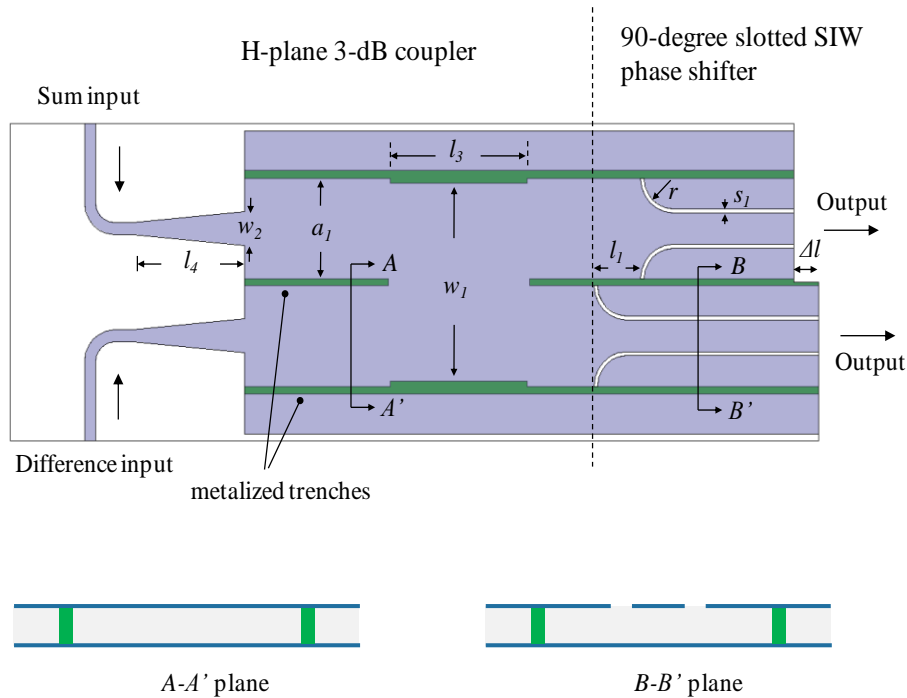 H-plane 3-dB coupler
90-degree slotted SIW
phase shifter
Sum input
l3
r
s1
Output
w2
a1
A
l1
B
Δl
l4
w1
Output
A’
B’
Difference input
metalized trenches
A-A’ plane
B-B’ plane